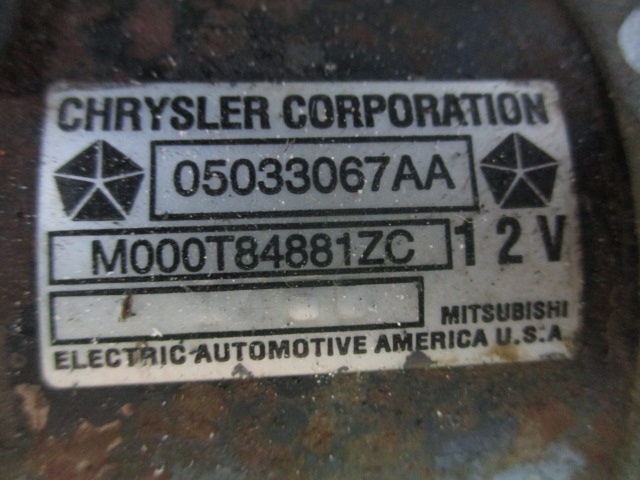 CHRYSLER CORPORATION
05033067AA
M000T84881ZC 12V
MITSUBISHI
ELECTRIC AUTOMOTIVE AMERICA U.S.A